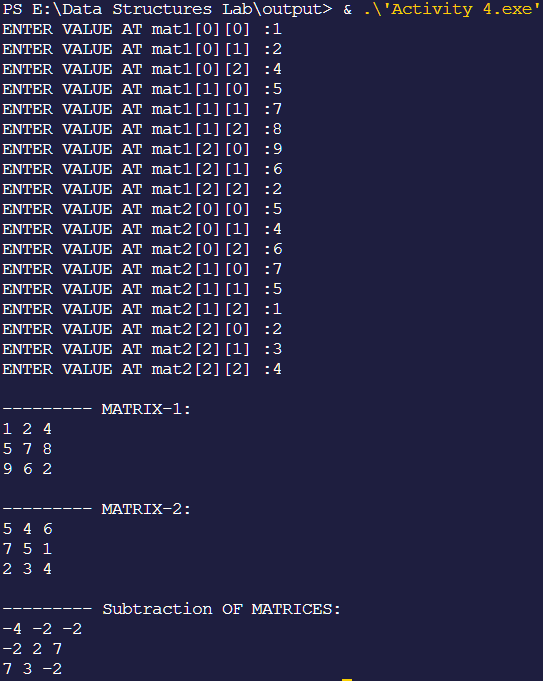 PS E:\Data Structures Lab\output> & .\'Activity 4.exe'
ENTER VALUE AT mat1[0][0] :1
ENTER VALUE AT mat1[0][1] :2
ENTER VALUE AT mat1[0][2] :4
ENTER VALUE AT mat1[1][0] :5
ENTER VALUE AT mat1[1][1] :7
ENTER VALUE AT mat1[1][2] :8
ENTER VALUE AT mat1[2][0] :9
ENTER VALUE AT mat1[2][1] :6
ENTER VALUE AT mat1[2][2] :2
ENTER VALUE AT mat2[0][0] :5
ENTER VALUE AT mat2[0][1] :4
ENTER VALUE AT mat2[0][2] :6
ENTER VALUE AT mat2[1][0] :7
ENTER VALUE AT mat2[1][1] :5
ENTER VALUE AT mat2[1][2] :1
ENTER VALUE AT mat2[2][0] :2
ENTER VALUE AT mat2[2][1] :3
ENTER VALUE AT mat2[2][2] :4
--------- MATRIX-1:
1 2 4
5 7 8
9 6 2
--------- MATRIX-2:
5 4 6
7 5 1
2 3 4
--------- Subtraction OF MATRICES:
-4 -2 -2
-2 2 7
7 3 -2